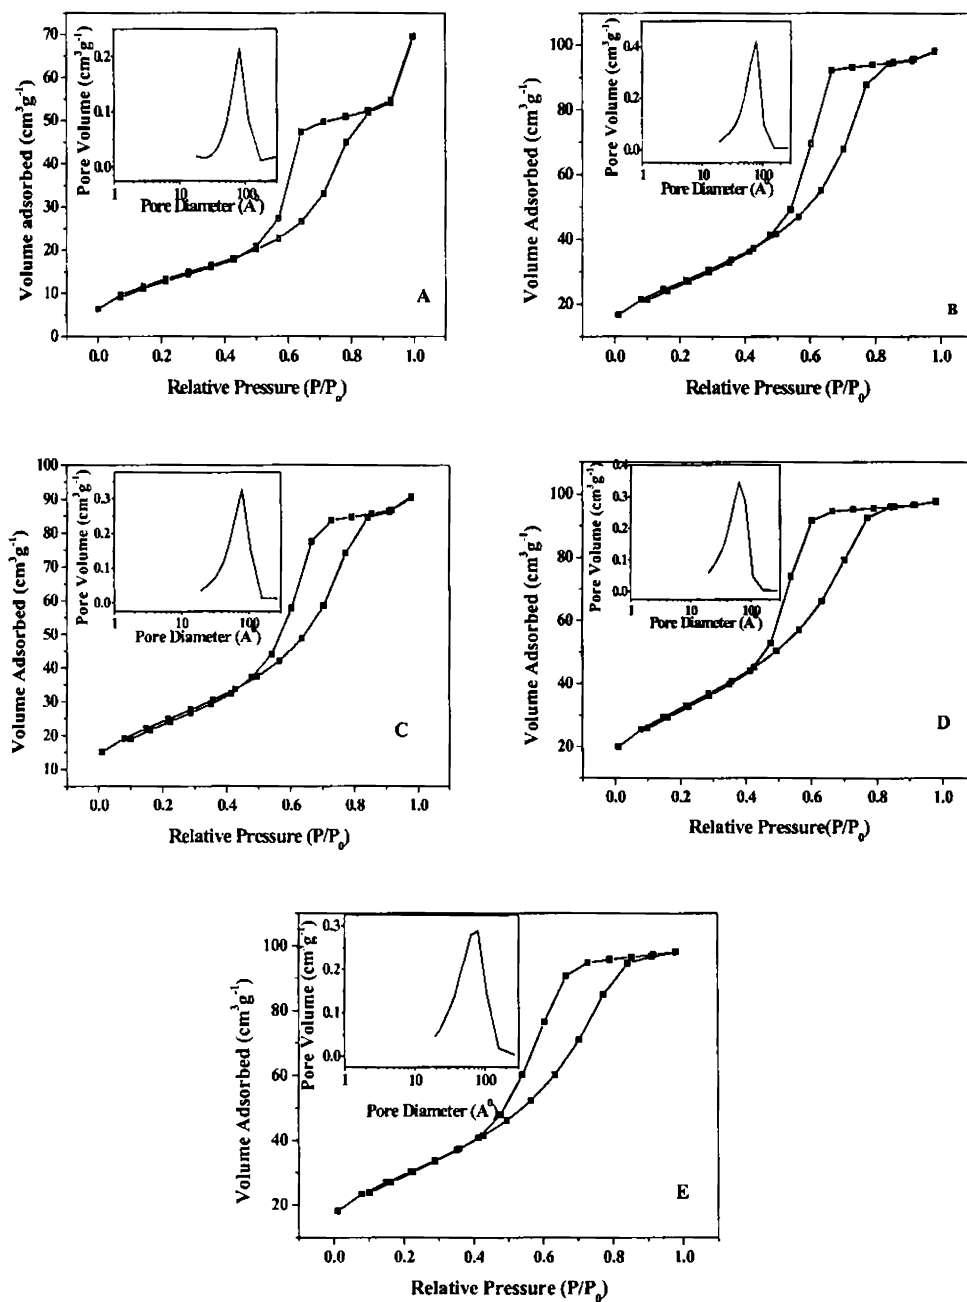 70
60
50
40
30
20
10
0
Volume adsorbed (cm³g⁻¹)
0.2
0.1
0.0
Pore Volume (cm³g⁻¹)
1 10 100
Pore Diameter (A⁰)
A
0.0 0.2 0.4 0.6 0.8 1.0
Relative Pressure (P/P₀)
100
80
60
40
20
Volume Adsorbed (cm³g⁻¹)
0.4
0.2
0.0
Pore Volume (cm³g⁻¹)
1 10 100
Pore Diameter (A⁰)
B
0.0 0.2 0.4 0.6 0.8 1.0
Relative Pressure (P/P₀)
100
90
80
70
60
50
40
30
20
10
Volume Adsorbed (cm³g⁻¹)
0.3
0.2
0.1
0.0
Pore Volume (cm³g⁻¹)
1 10 100
Pore Diameter (A⁰)
C
0.0 0.2 0.4 0.6 0.8 1.0
Relative Pressure (P/P₀)
100
80
60
40
20
Volume Adsorbed (cm³g⁻¹)
0.4
0.3
0.2
0.1
0.0
Pore Volume (cm³g⁻¹)
1 10 100
Pore Diameter (A⁰)
D
0.0 0.2 0.4 0.6 0.8 1.0
Relative Pressure(P/P₀)
100
80
60
40
20
Volume Adsorbed (cm³g⁻¹)
0.3
0.2
0.1
0.0
Pore Volume (cm³g⁻¹)
1 10 100
Pore Diameter (A⁰)
E
0.0 0.2 0.4 0.6 0.8 1.0
Relative Pressure (P/P₀)